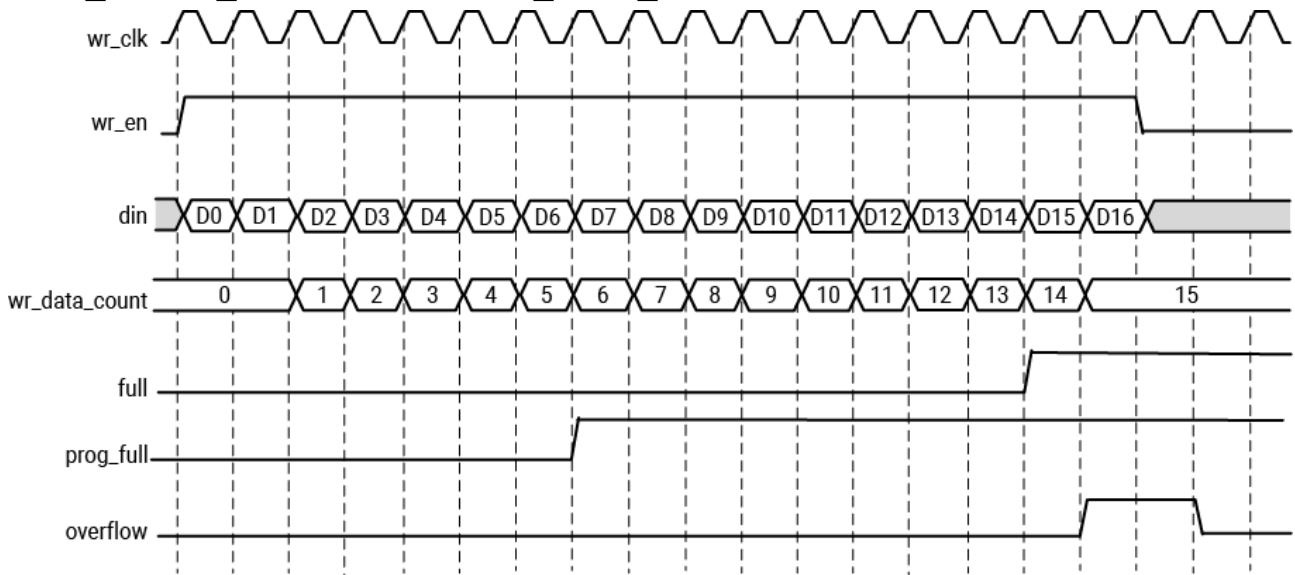 wr_clk
wr_en
din D0 D1 D2 D3 D4 D5 D6 D7 D8 D9 D10 D11 D12 D13 D14 D15 D16
wr_data_count 0 1 2 3 4 5 6 7 8 9 10 11 12 13 14 15
full
prog_full
overflow